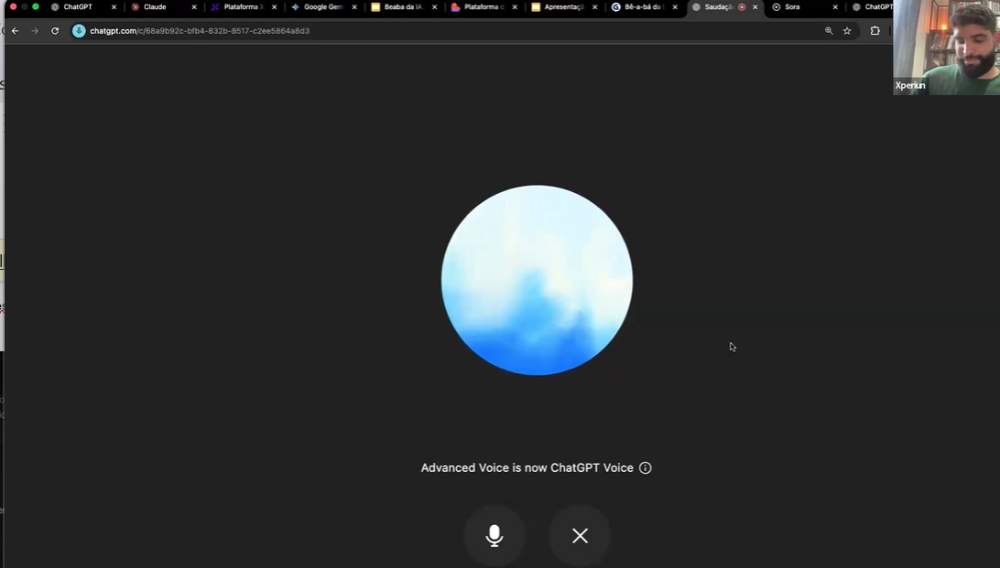 ChatGPT
Claude
Plataforma X
Google Gem
Beaba da IA
Plataforma d
Apresentaçã
Bê-a-bá da I
Saudaçã
Sora
ChatGPT
chatgpt.com/c/68a9b92c-bfb4-832b-8517-c2ee5864a8d3
Xperiun
Advanced Voice is now ChatGPT Voice